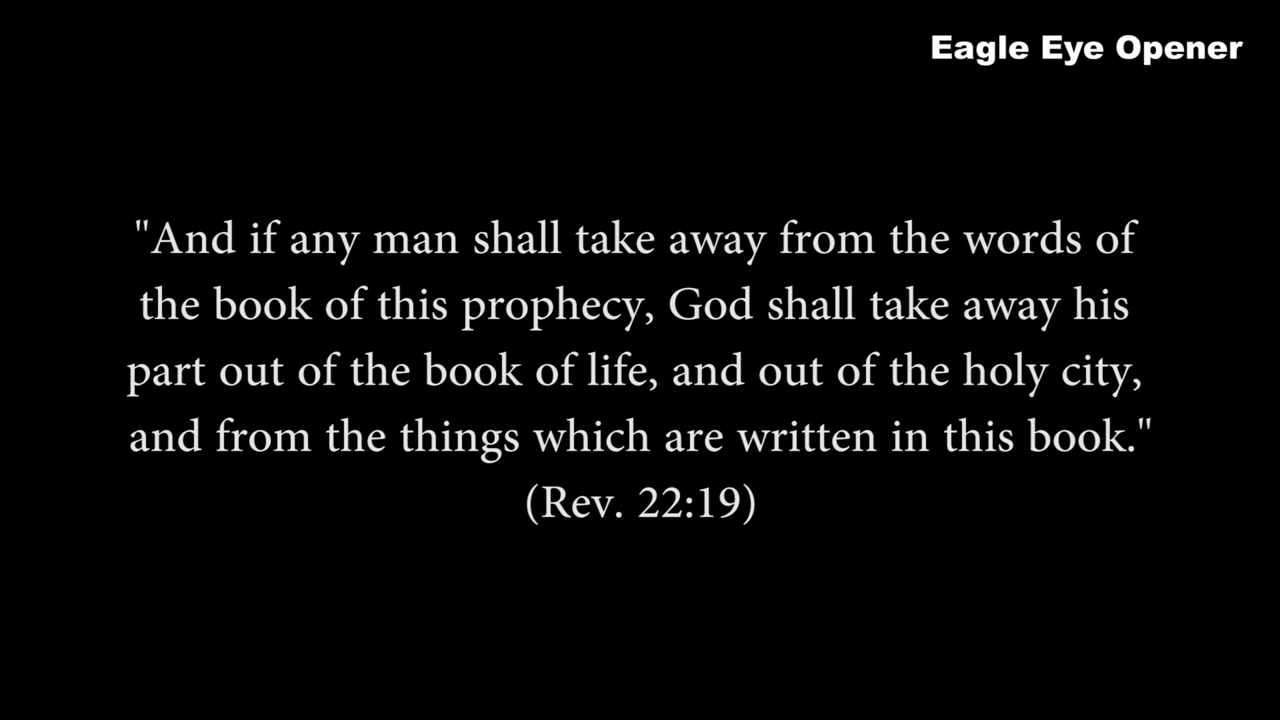 Eagle Eye Opener
"And if any man shall take away from the words of
the book of this prophecy, God shall take away his
part out of the book of life, and out of the holy city,
and from the things which are written in this book."
(Rev. 22:19)